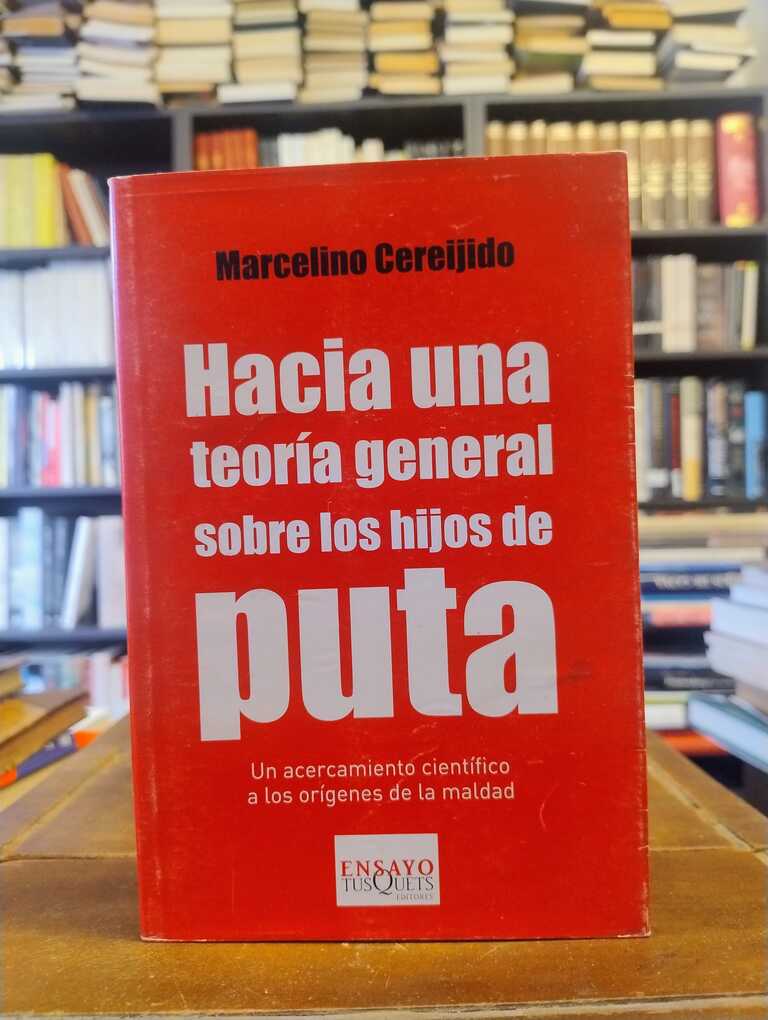 Marcelino Cereijido
Hacia una
teoría general
sobre los hijos de
puta
Un acercamiento científico
a los orígenes de la maldad
ENSAYO
TUSQUETS
EDITORES